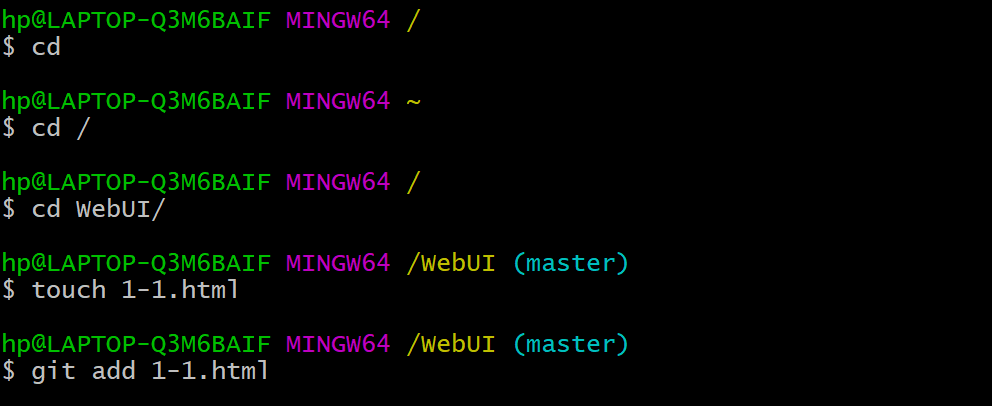 hp@LAPTOP-Q3M6BAIF MINGW64 /
$ cd
hp@LAPTOP-Q3M6BAIF MINGW64 ~
$ cd /
hp@LAPTOP-Q3M6BAIF MINGW64 /
$ cd WebUI/
hp@LAPTOP-Q3M6BAIF MINGW64 /WebUI (master)
$ touch 1-1.html
hp@LAPTOP-Q3M6BAIF MINGW64 /WebUI (master)
$ git add 1-1.html